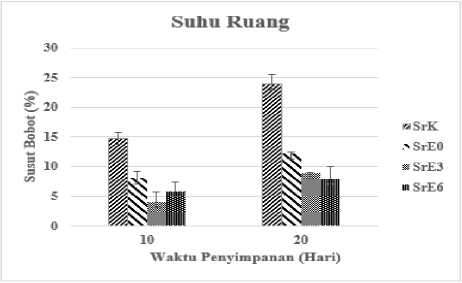 Suhu Ruang
30
25
20
15
10
5
0
Susut Bobot (%)
10
20
Waktu Penyimpanan (Hari)
SrK
SrE0
SrE3
SrE6